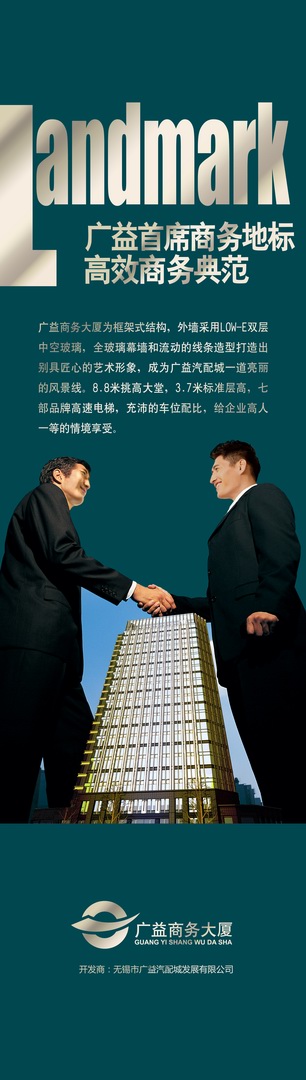 Landmark
广益首席商务地标
高效商务典范
广益商务大厦为框架式结构，外墙采用LOW-E双层
中空玻璃，全玻璃幕墙和流动的线条造型打造出
别具匠心的艺术形象，成为广益汽配城一道亮丽
的风景线。8.8米挑高大堂，3.7米标准层高，七
部品牌高速电梯，充沛的车位配比，给企业高人
一等的情境享受。
广益商务大厦
GUANG YI SHANG WU DA SHA
开发商：无锡市广益汽配城发展有限公司